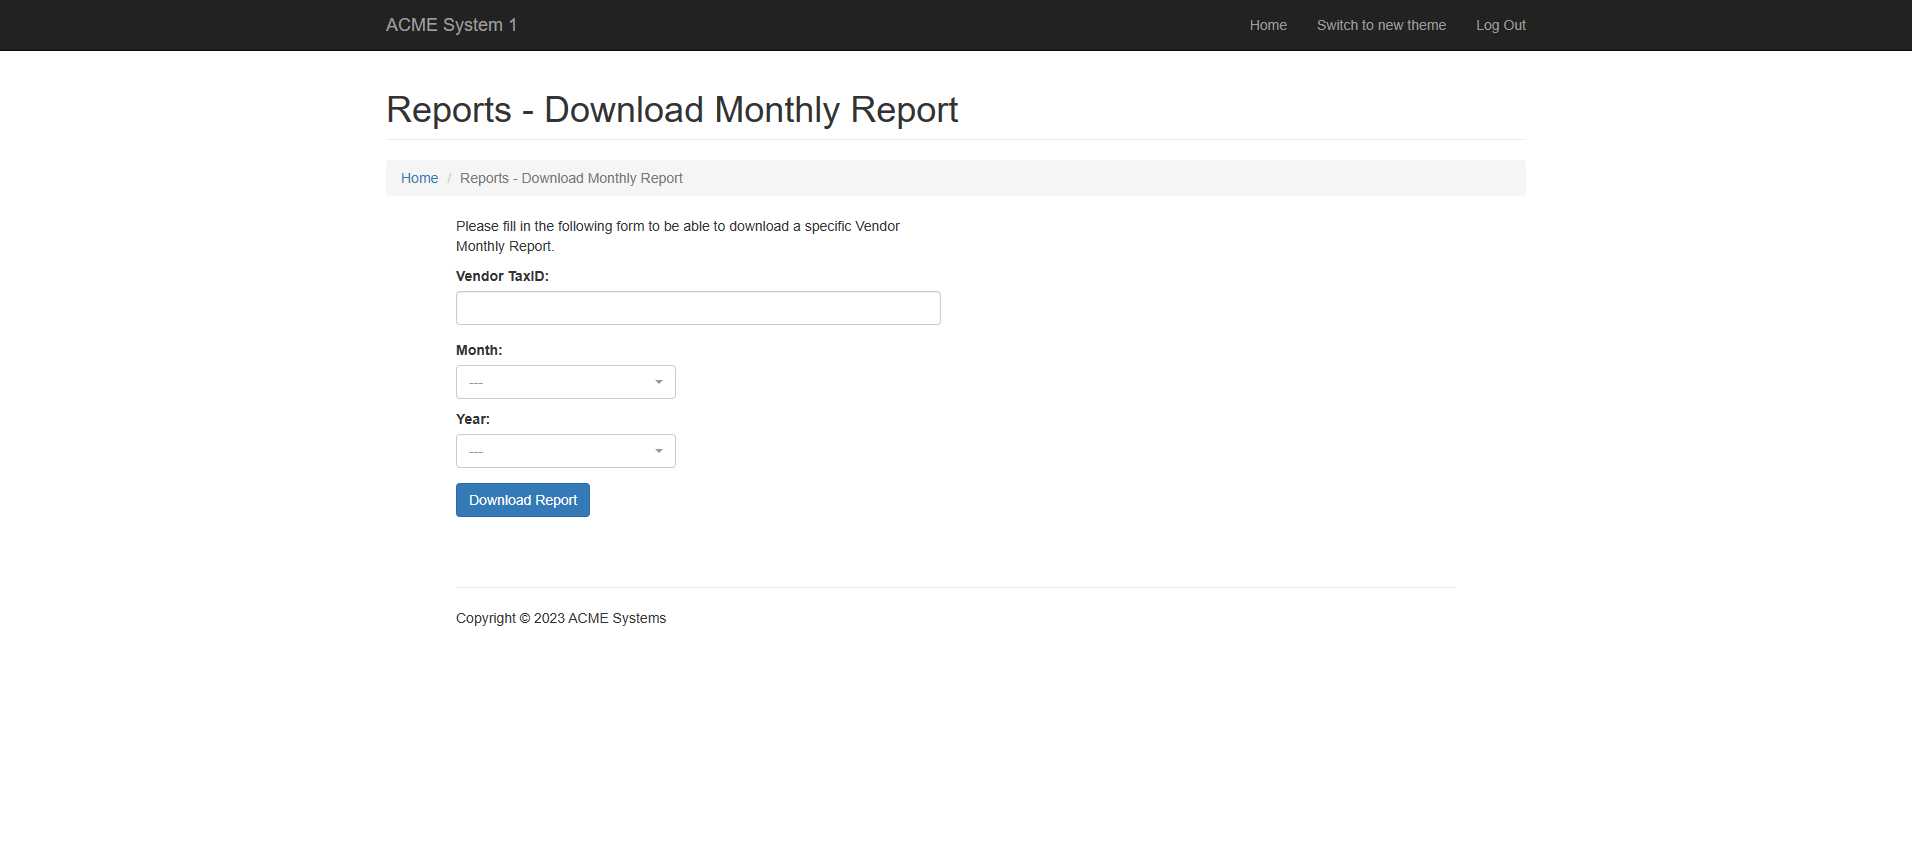 ACME System 1
Home
Switch to new theme
Log Out
Reports - Download Monthly Report
Home / Reports - Download Monthly Report
Please fill in the following form to be able to download a specific Vendor
Monthly Report.
Vendor TaxID:
Month:
---
Year:
---
Download Report
Copyright © 2023 ACME Systems